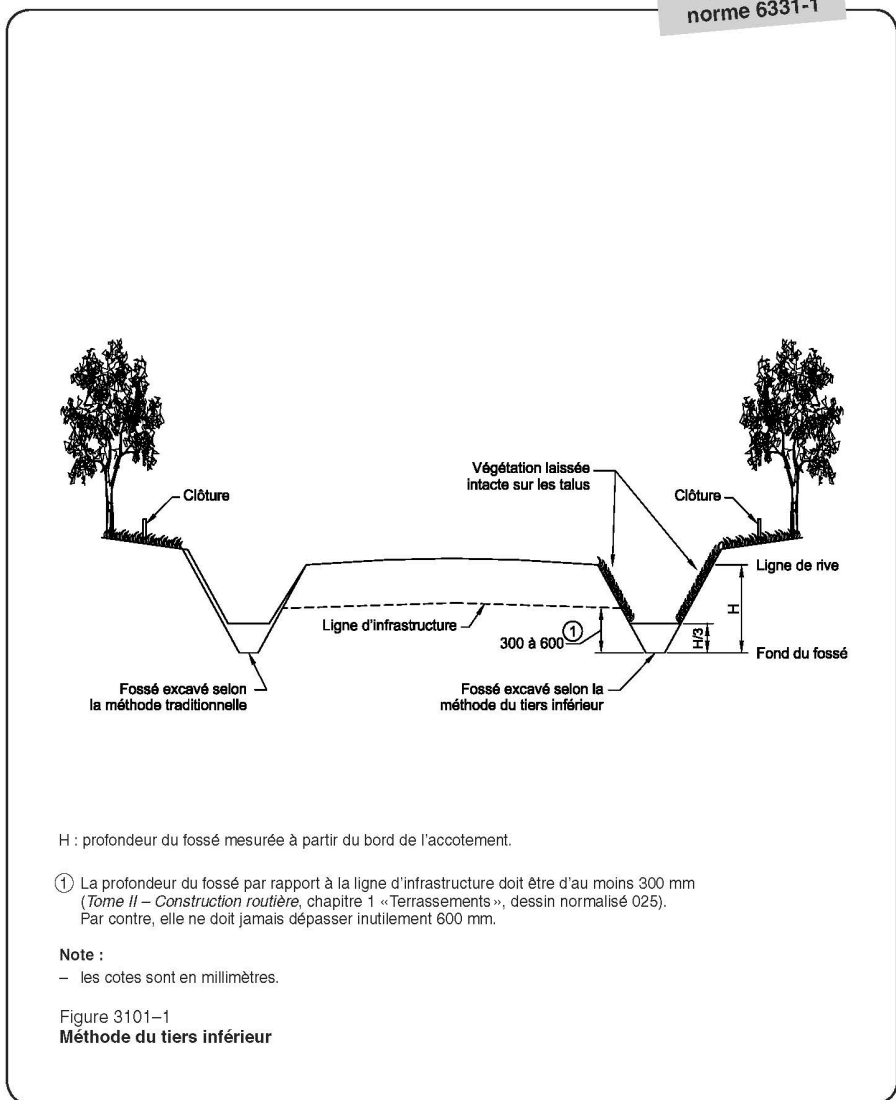 norme 6331-1
Clôture
Végétation laissée
intacte sur les talus
Clôture
Ligne de rive
H
Ligne d'infrastructure
300 à 600 ①
H/3
Fond du fossé
Fossé excavé selon
la méthode traditionnelle
Fossé excavé selon la
méthode du tiers inférieur
H : profondeur du fossé mesurée à partir du bord de l'accotement.
① La profondeur du fossé par rapport à la ligne d'infrastructure doit être d'au moins 300 mm
(Tome II – Construction routière, chapitre 1 «Terrassements», dessin normalisé 025).
Par contre, elle ne doit jamais dépasser inutilement 600 mm.
Note :
– les cotes sont en millimètres.
Figure 3101–1
Méthode du tiers inférieur